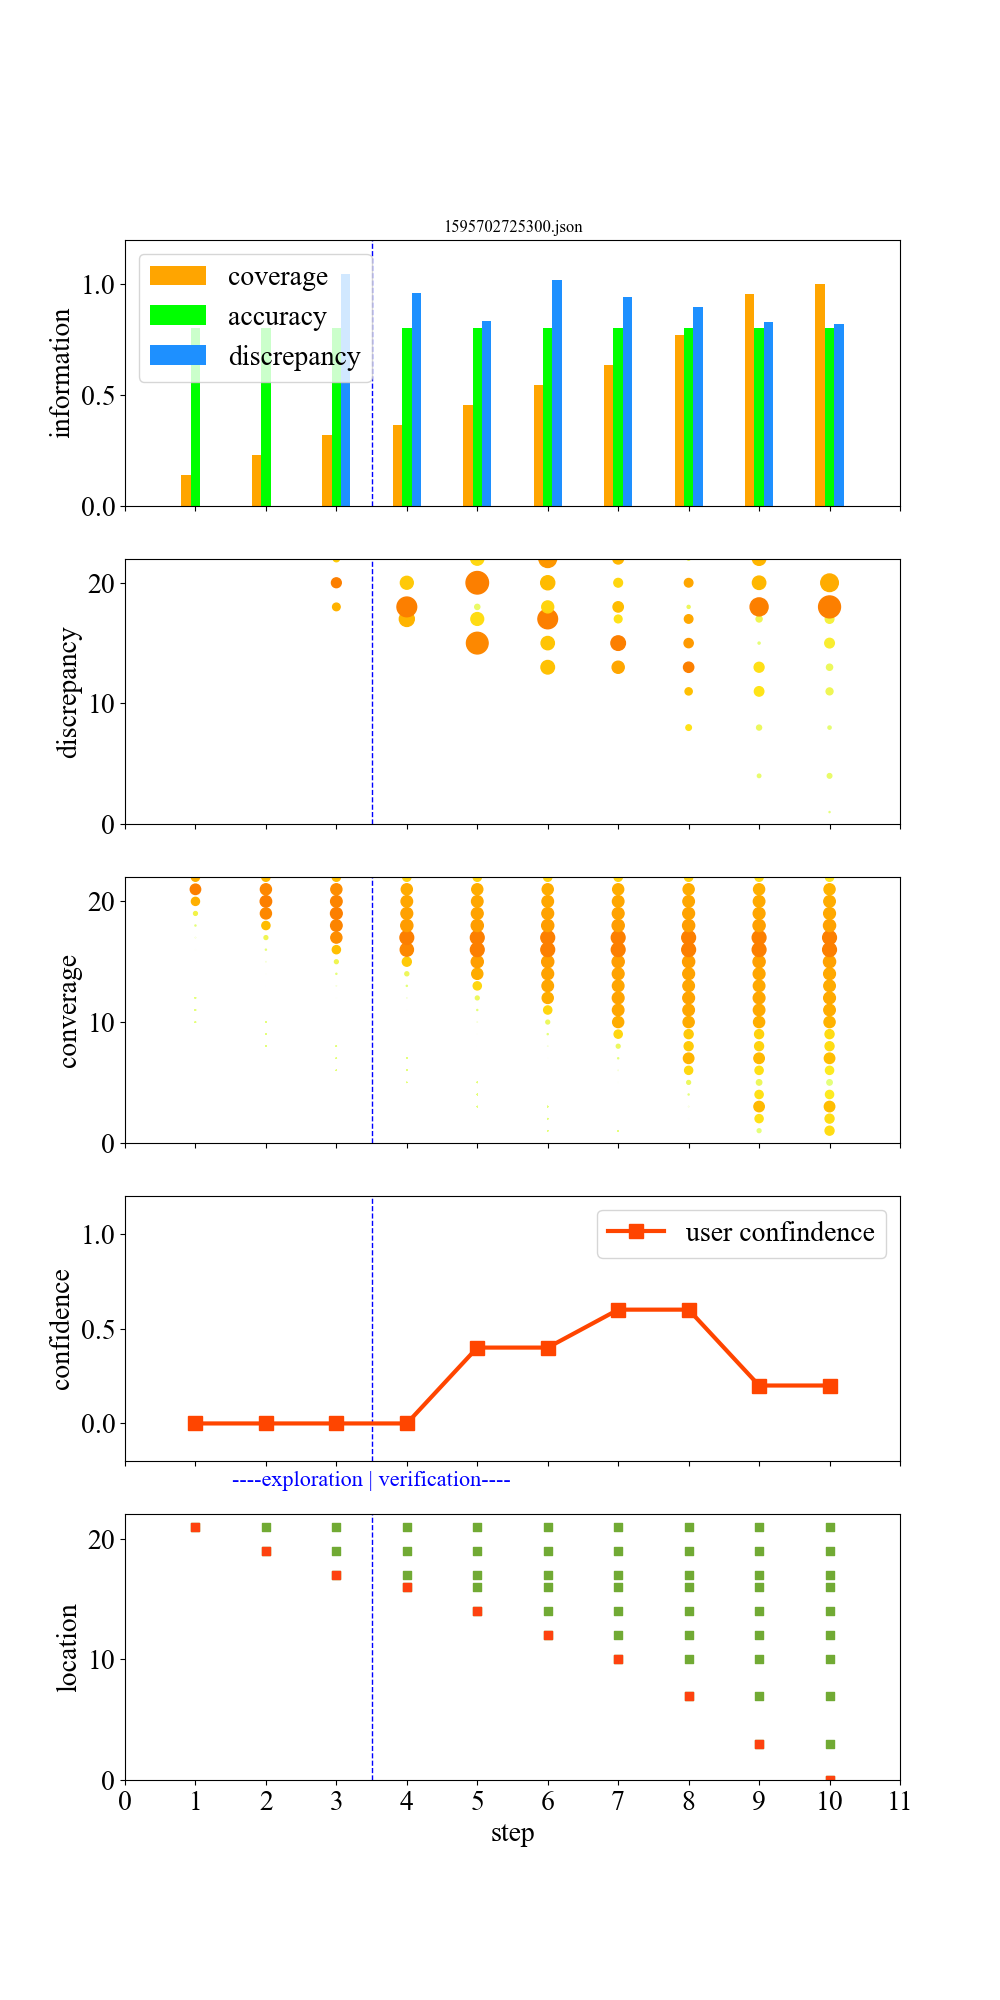 1595702725300.json
1.0
0.5
0.0
information
coverage
accuracy
discrepancy
20
10
0
discrepancy
20
10
0
converage
1.0
0.5
0.0
confidence
user confindence
----exploration | verification----
20
10
0
location
0 1 2 3 4 5 6 7 8 9 10 11
step